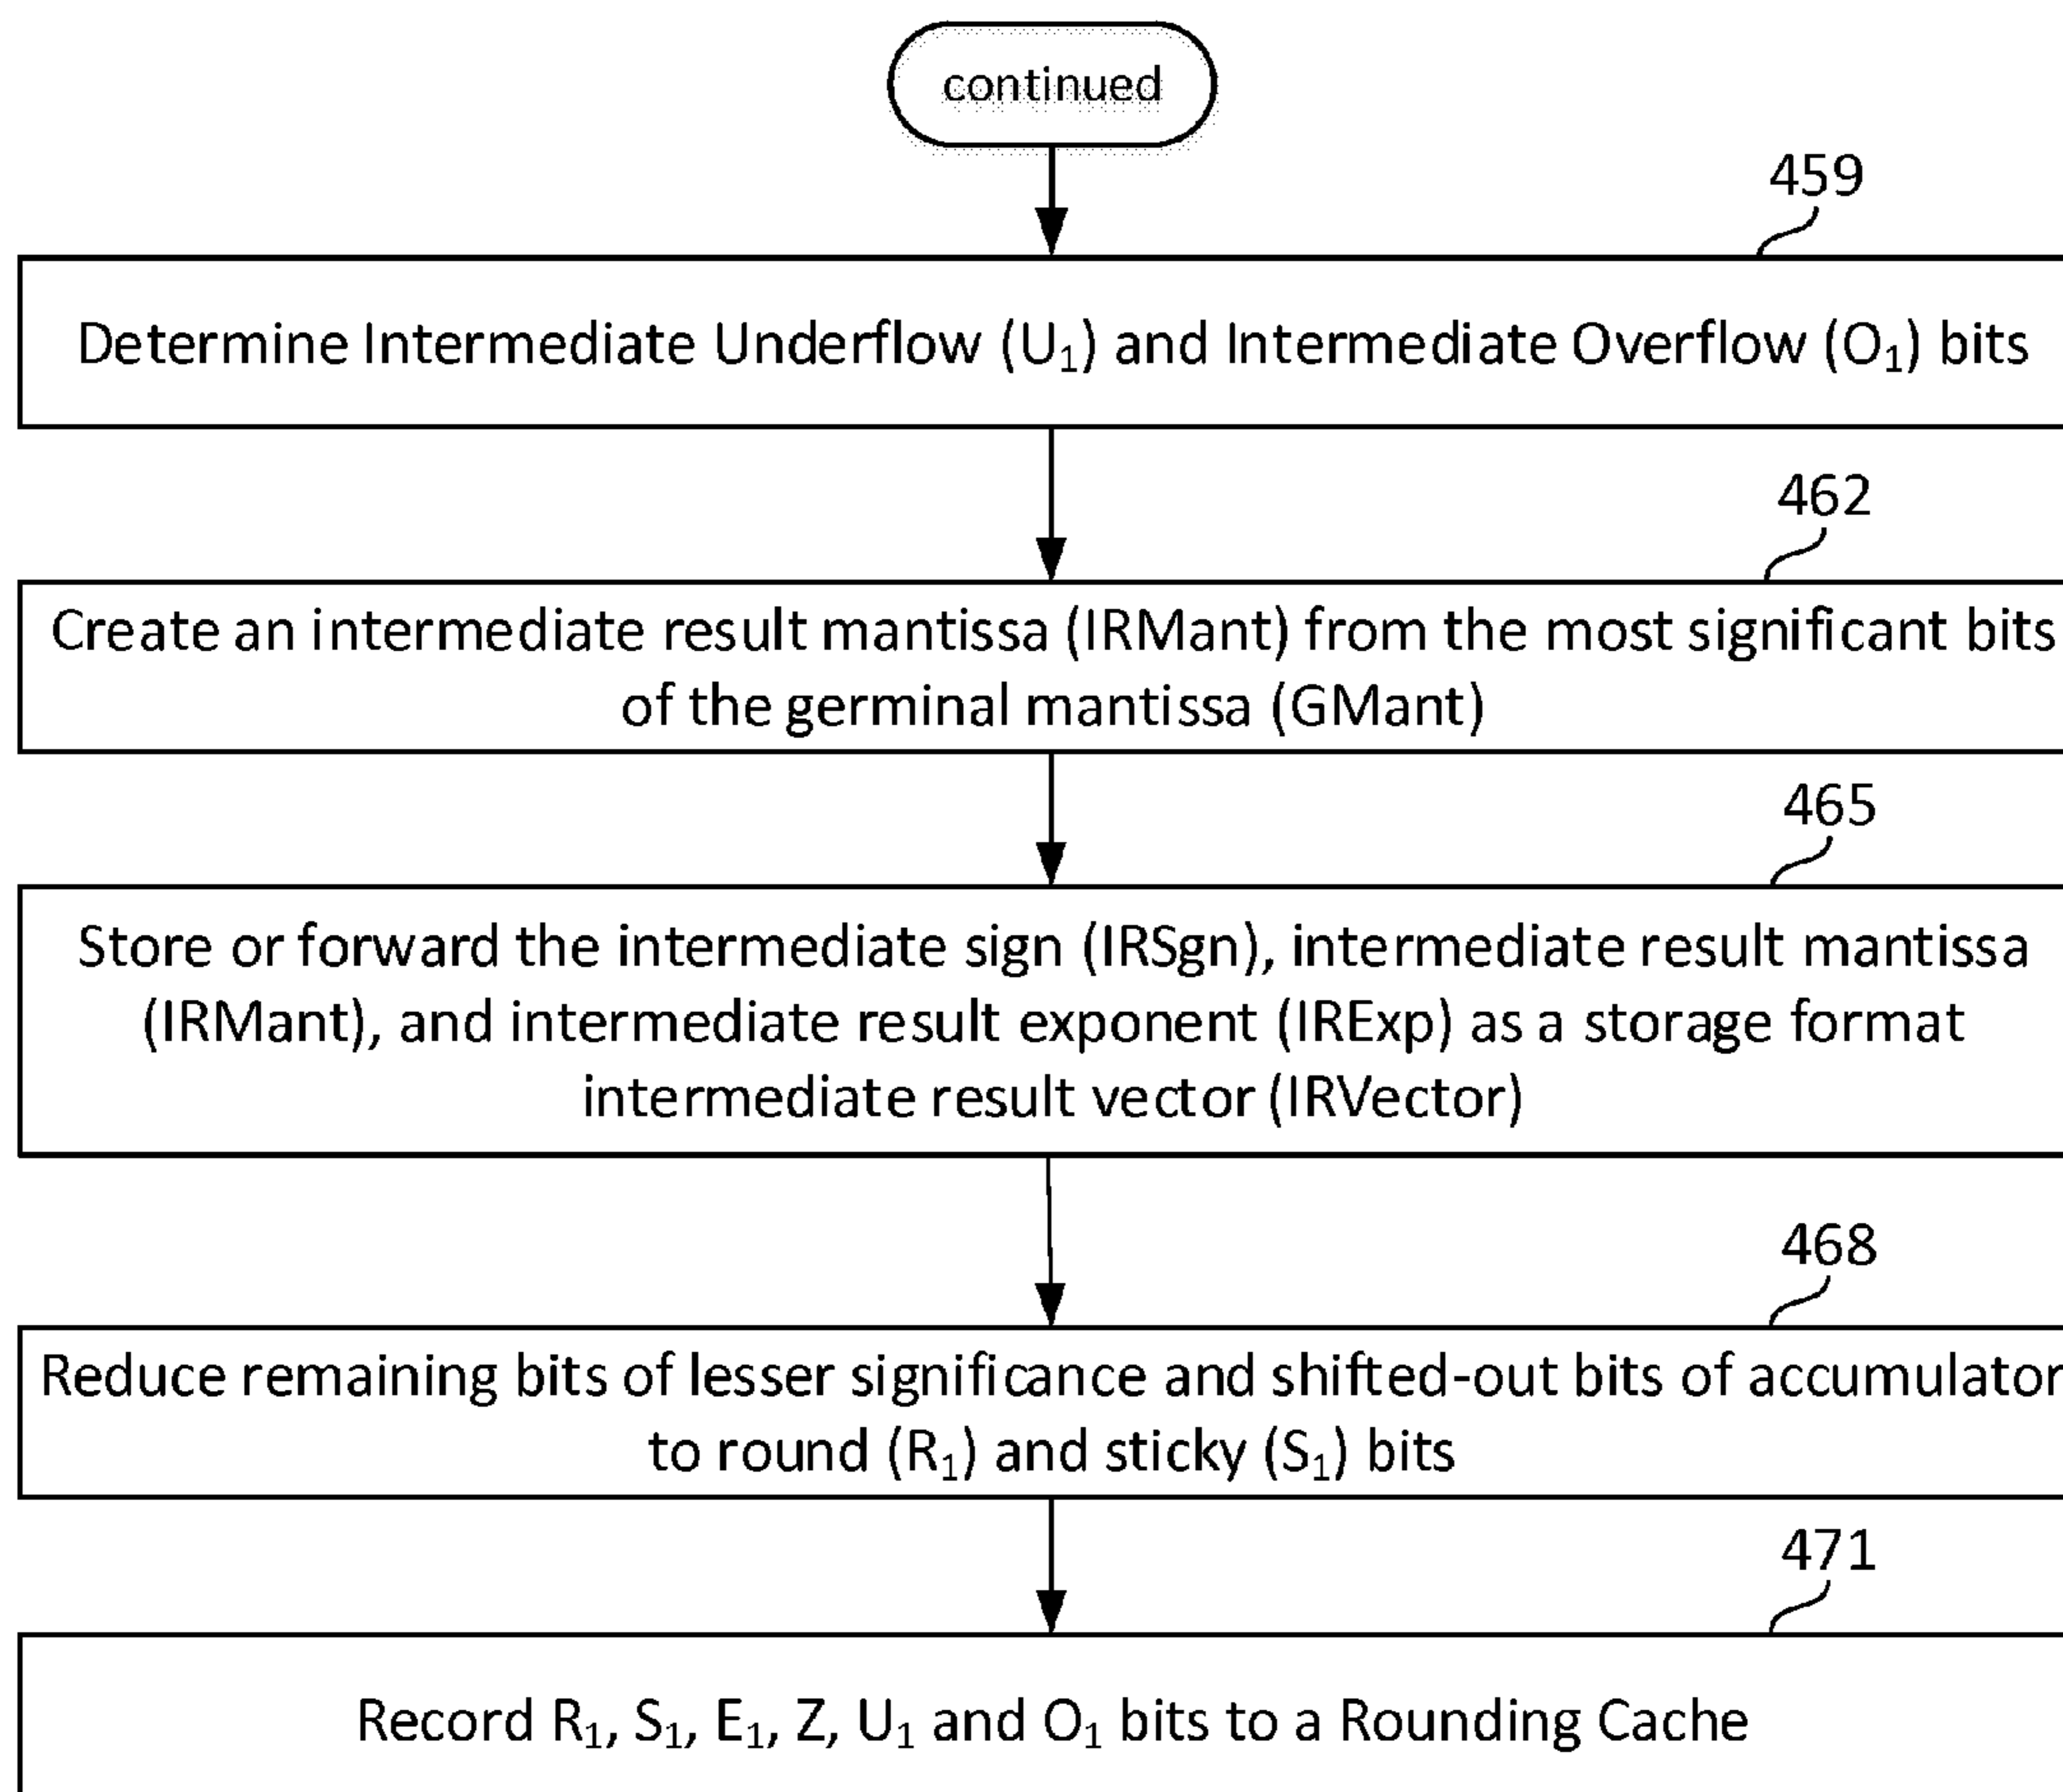 continued
459
Determine Intermediate Underflow (U₁) and Intermediate Overflow (O₁) bits
462
Create an intermediate result mantissa (IRMant) from the most significant bits
of the germinal mantissa (GMant)
465
Store or forward the intermediate sign (IRSgn), intermediate result mantissa
(IRMant), and intermediate result exponent (IRExp) as a storage format
intermediate result vector (IRVector)
468
Reduce remaining bits of lesser significance and shifted-out bits of accumulator
to round (R₁) and sticky (S₁) bits
471
Record R₁, S₁, E₁, Z, U₁ and O₁ bits to a Rounding Cache